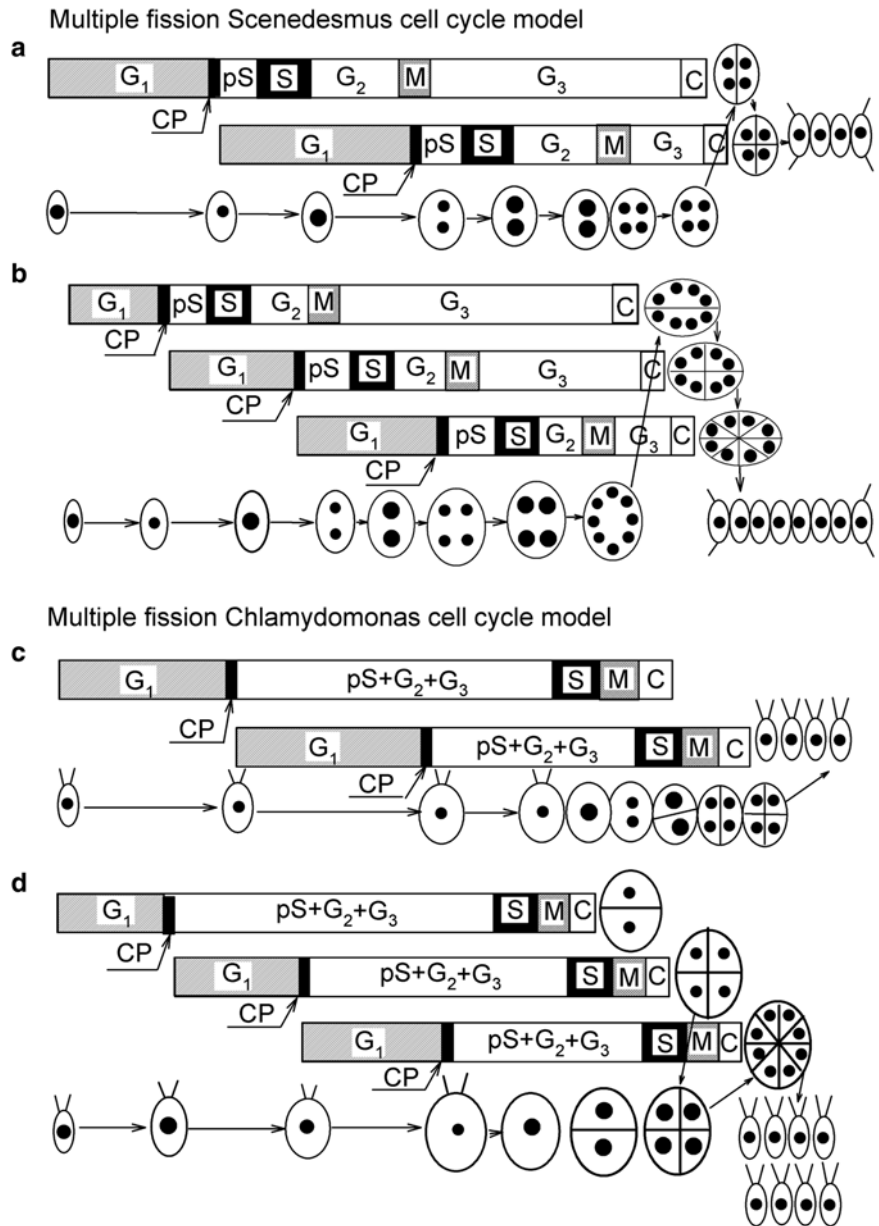 Multiple fission Scenedesmus cell cycle model
a
G₁ pS S G₂ M G₃ C
CP
G₁ pS S G₂ M G₃ C
CP
b
G₁ pS S G₂ M G₃ C
CP
G₁ pS S G₂ M G₃ C
CP
G₁ pS S G₂ M G₃ C
CP
Multiple fission Chlamydomonas cell cycle model
c
G₁ pS+G₂+G₃ S M C
CP
G₁ pS+G₂+G₃ S M C
CP
d
G₁ pS+G₂+G₃ S M C
CP
G₁ pS+G₂+G₃ S M C
CP
G₁ pS+G₂+G₃ S M C
CP